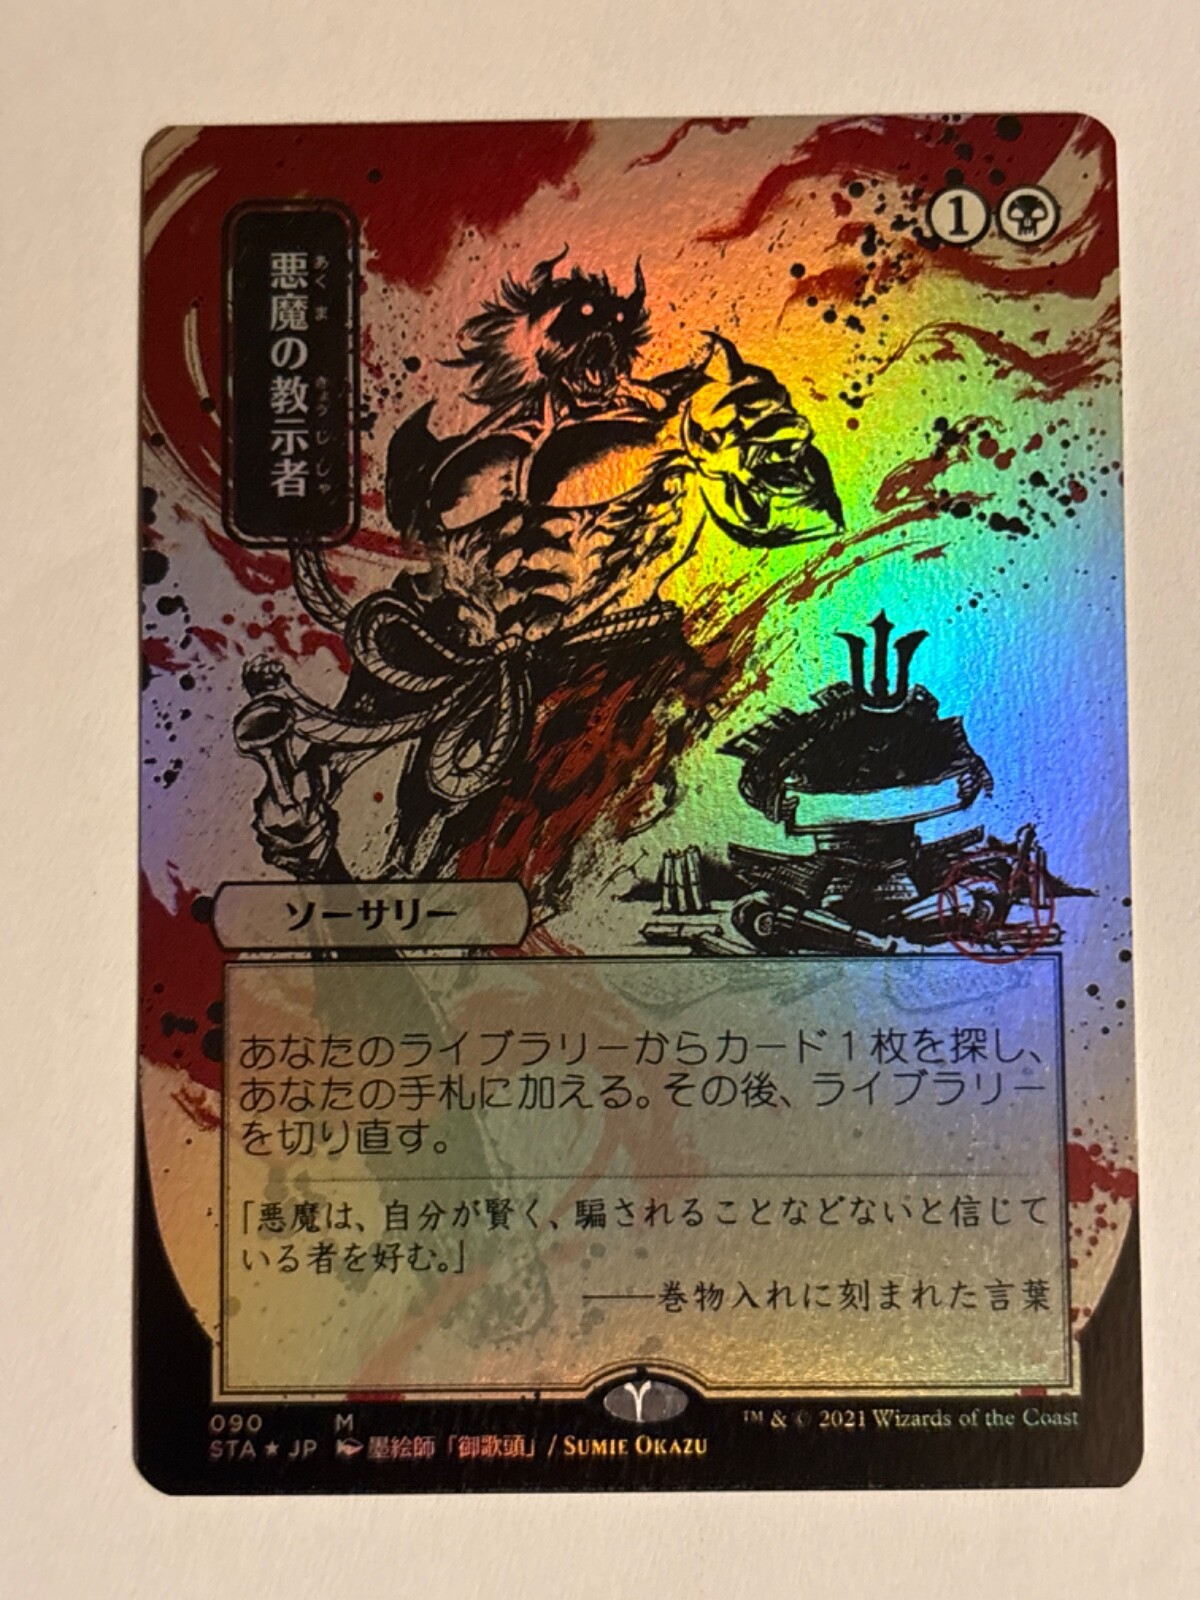 1
悪魔の教示者
あくま きょうじしゃ
ソーサリー
あなたのライブラリーからカード1枚を探し、
あなたの手札に加える。その後、ライブラリー
を切り直す。
「悪魔は、自分が賢く、騙されることなどないと信じて
いる者を好む。」
──巻物入れに刻まれた言葉
090 M
STA★JP 墨絵師「御歌頭」/ SUMIE OKAZU
™ & © 2021 Wizards of the Coast